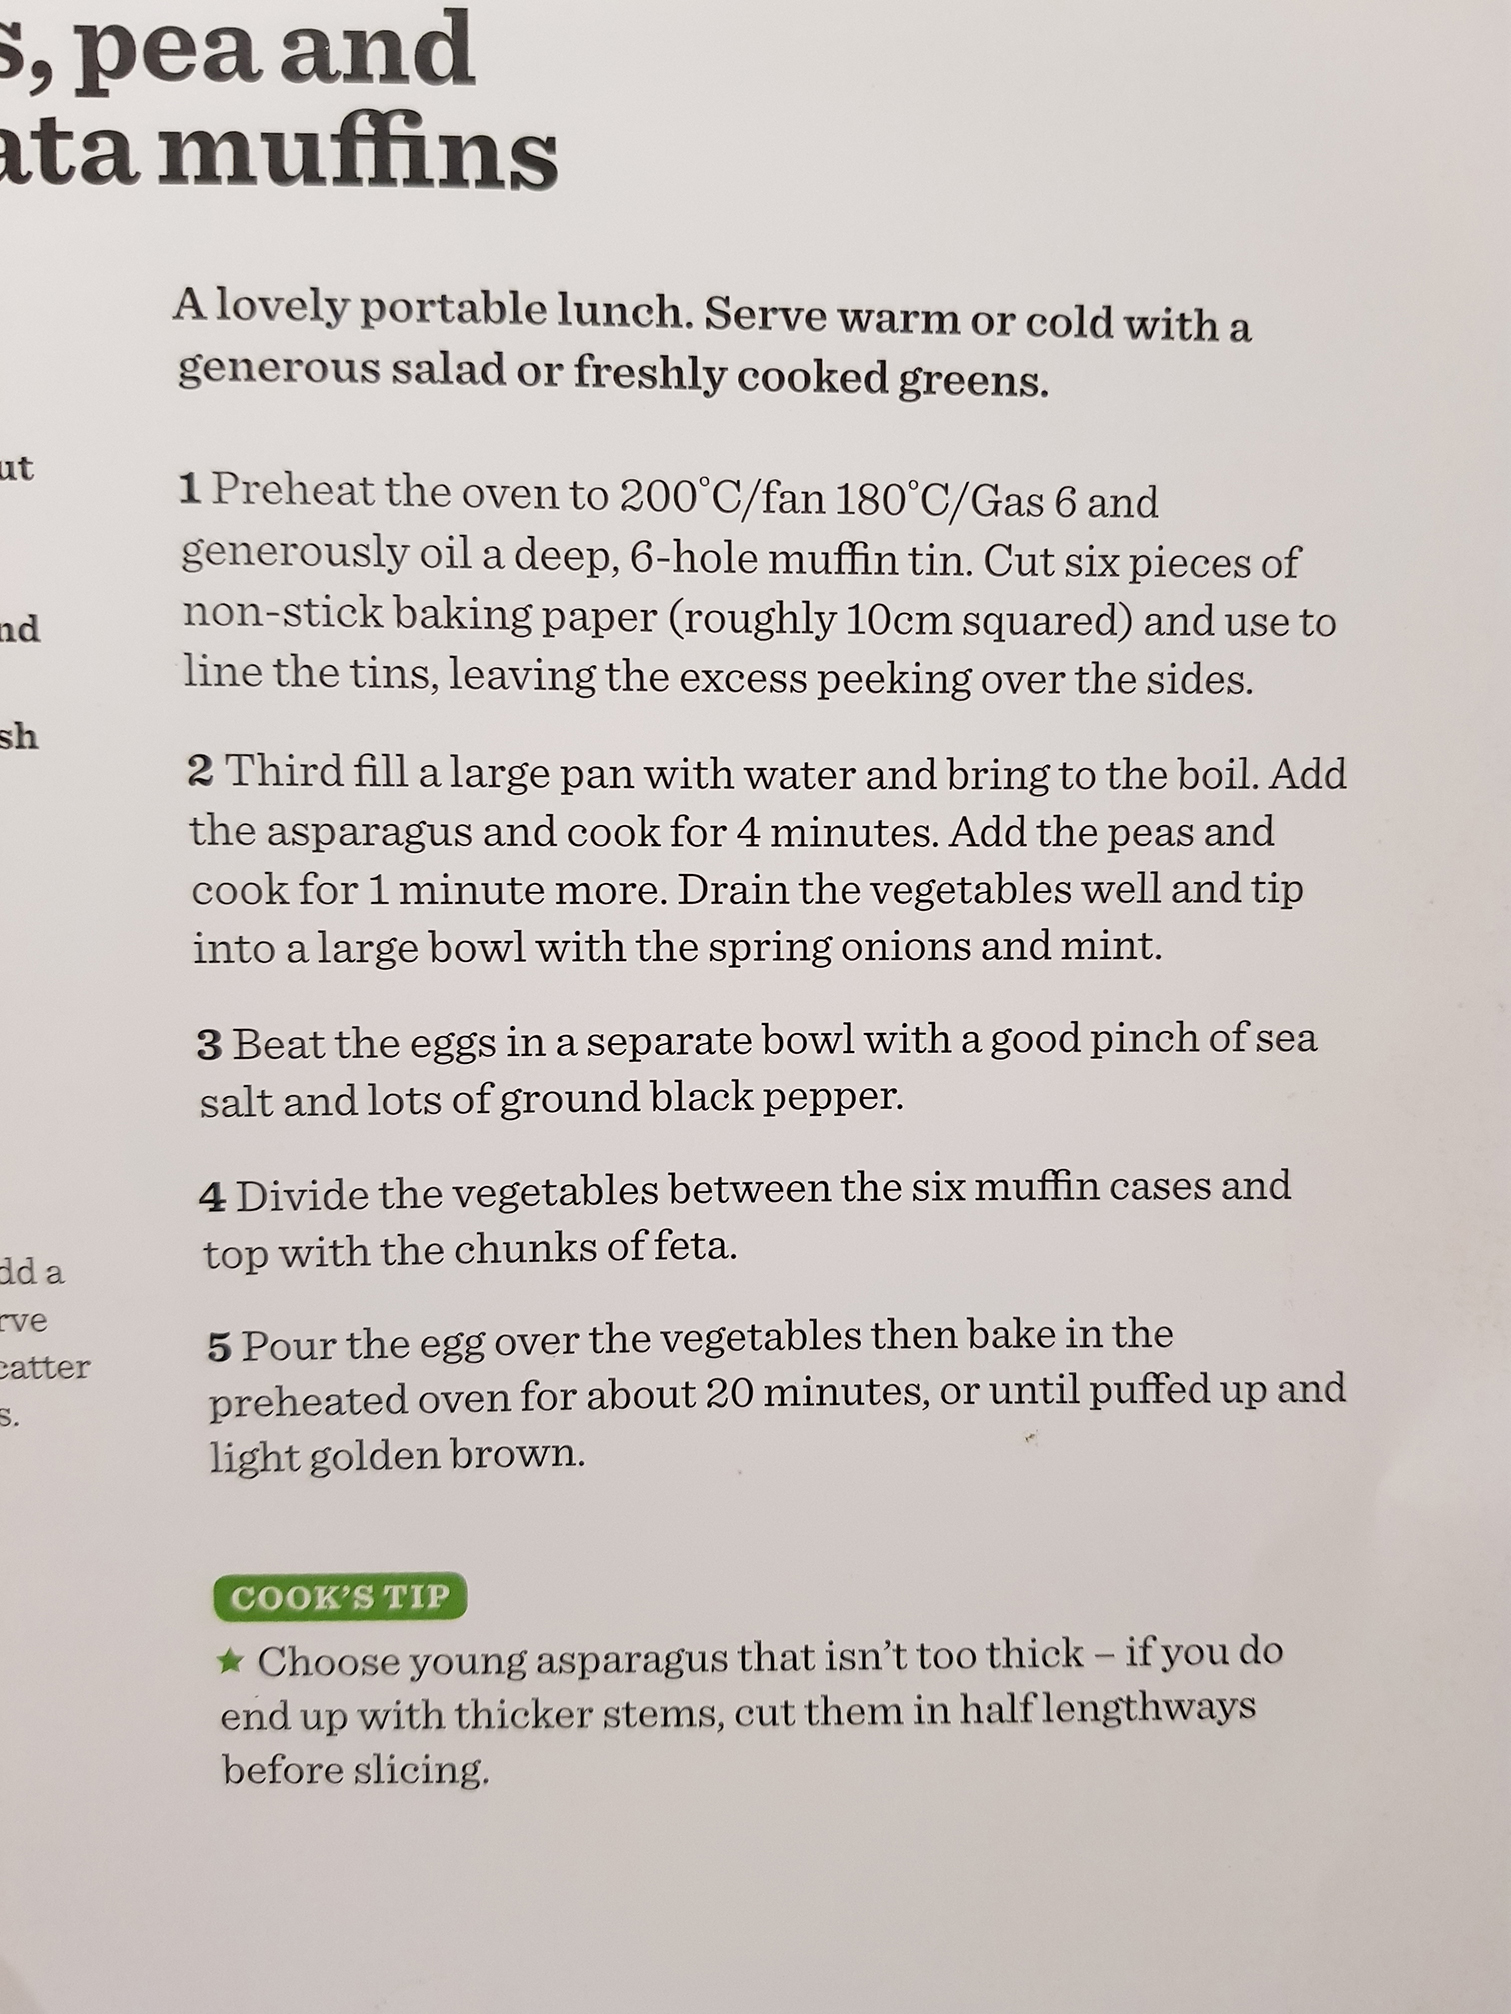 s, pea and
ata muffins
A lovely portable lunch. Serve warm or cold with a
generous salad or freshly cooked greens.
ut
nd
sh
1 Preheat the oven to 200°C/fan 180°C/Gas 6 and
generously oil a deep, 6-hole muffin tin. Cut six pieces of
non-stick baking paper (roughly 10cm squared) and use to
line the tins, leaving the excess peeking over the sides.
2 Third fill a large pan with water and bring to the boil. Add
the asparagus and cook for 4 minutes. Add the peas and
cook for 1 minute more. Drain the vegetables well and tip
into a large bowl with the spring onions and mint.
3 Beat the eggs in a separate bowl with a good pinch of sea
salt and lots of ground black pepper.
4 Divide the vegetables between the six muffin cases and
top with the chunks of feta.
dd a
rve
catter
s.
5 Pour the egg over the vegetables then bake in the
preheated oven for about 20 minutes, or until puffed up and
light golden brown.
COOK'S TIP
★ Choose young asparagus that isn't too thick – if you do
end up with thicker stems, cut them in half lengthways
before slicing.